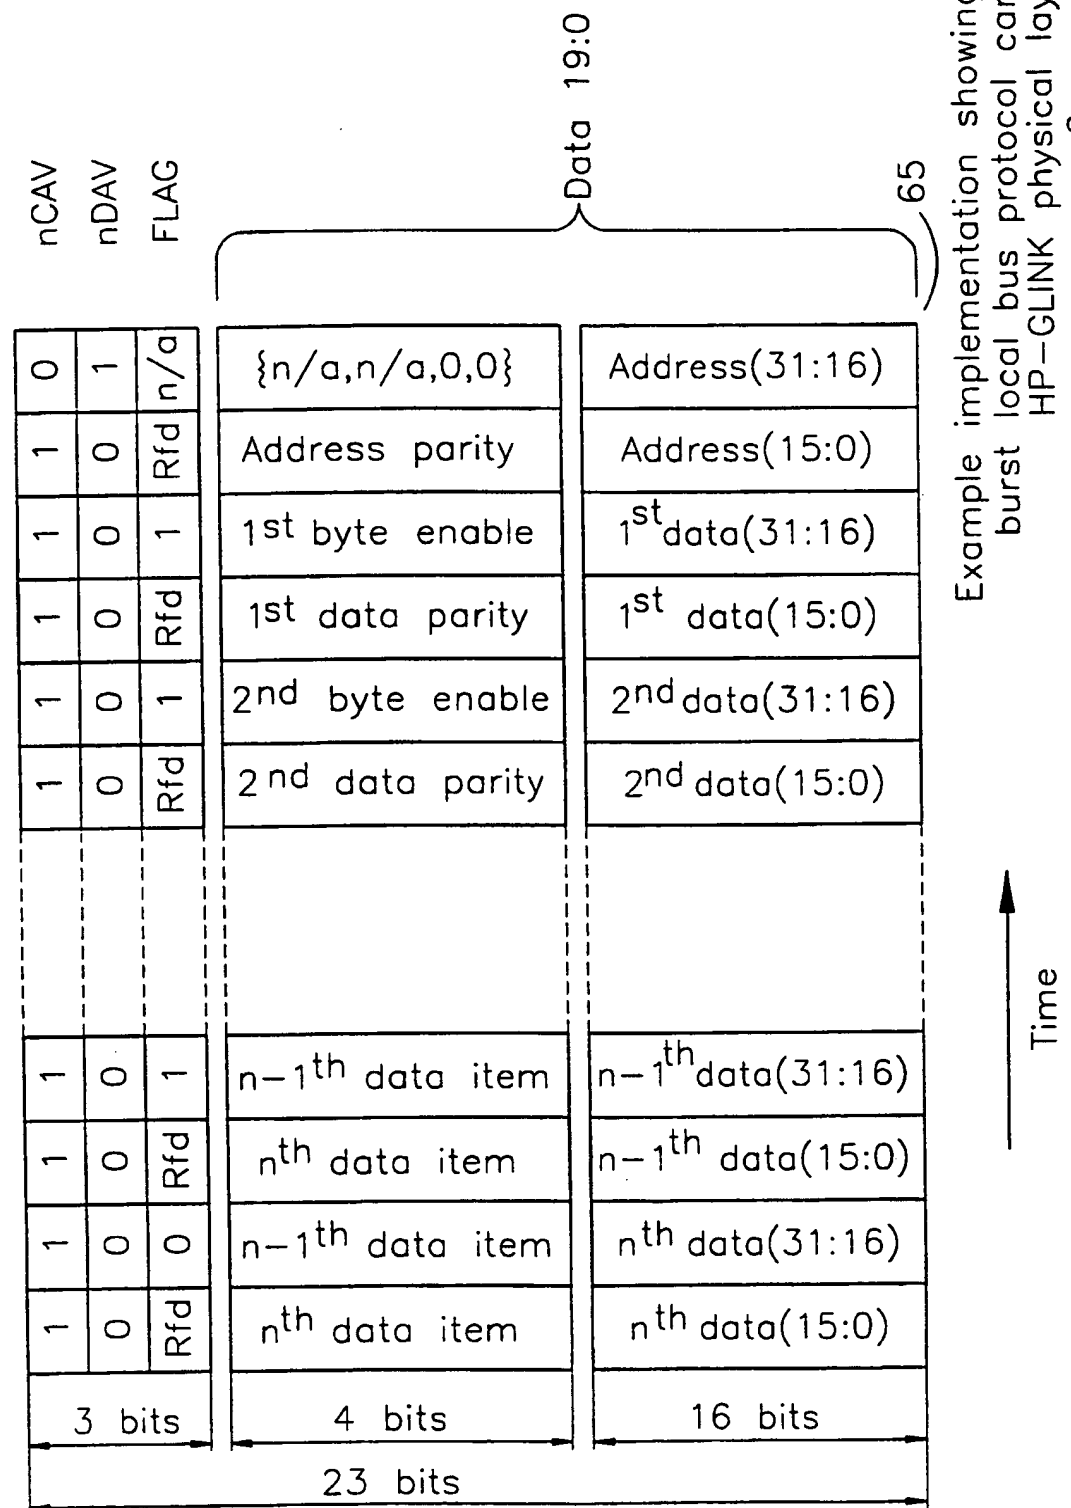 nCAV
nDAV
FLAG
0 1 n/a {n/a,n/a,0,0} Address(31:16)
1 0 Rfd Address parity Address(15:0)
1 0 1 1st byte enable 1st data(31:16)
1 0 Rfd 1st data parity 1st data(15:0)
1 0 1 2nd byte enable 2nd data(31:16)
1 0 Rfd 2nd data parity 2nd data(15:0)
1 0 1 n-1th data item n-1th data(31:16)
1 0 Rfd nth data item n-1th data(15:0)
1 0 0 n-1th data item nth data(31:16)
1 0 Rfd nth data item nth data(15:0)
3 bits 4 bits 16 bits
23 bits
Data 19:0
65
Time
Example implementation showing
burst local bus protocol
HP-GLINK physical